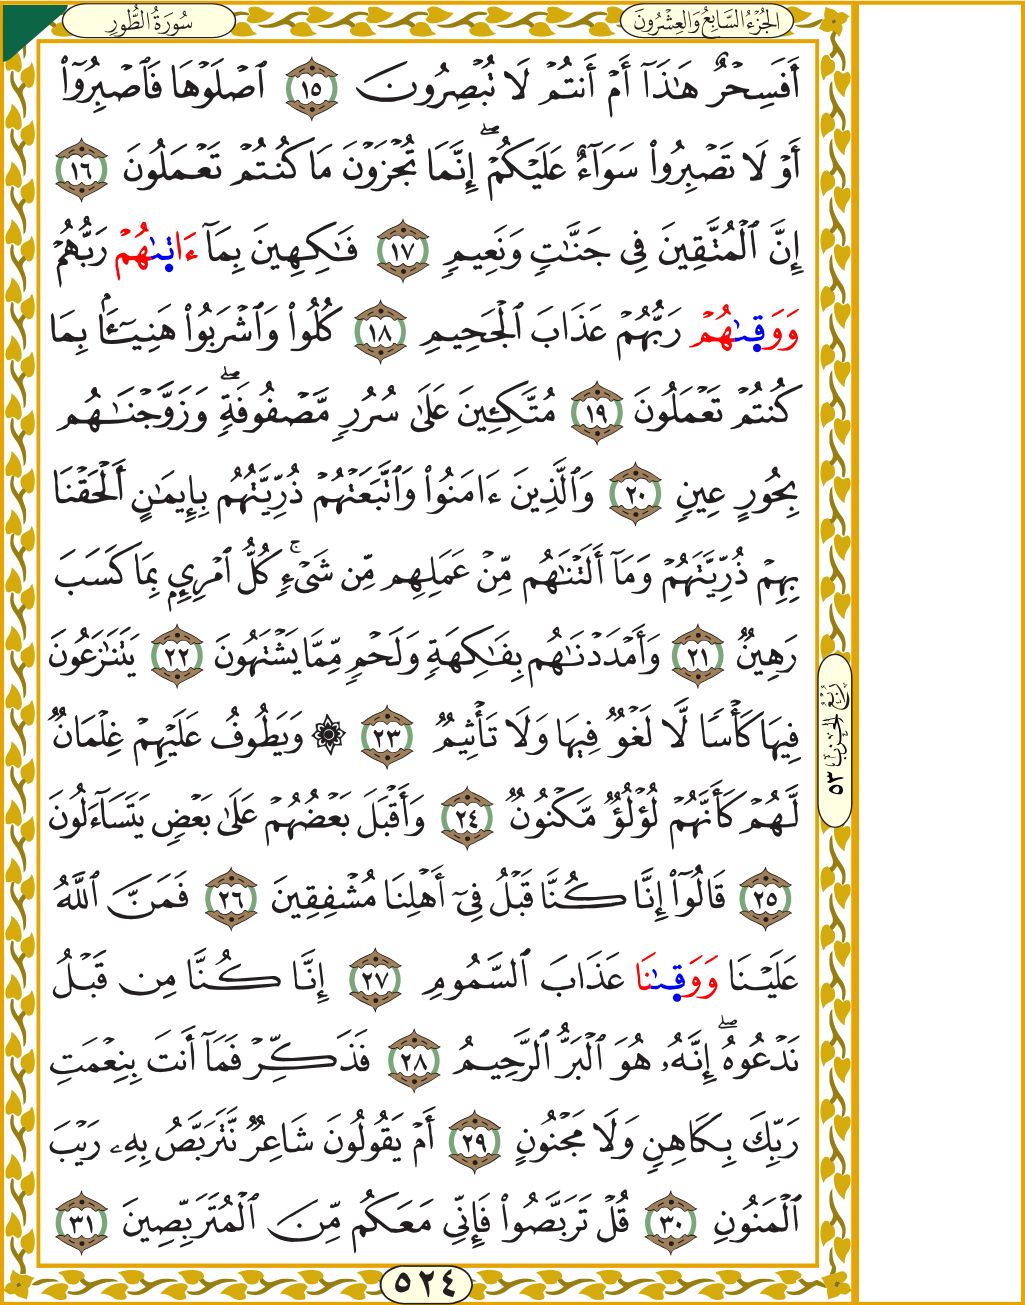 الجُزْءُ السَّابِعُ وَالعِشْرُونَ
سُورَةُ الطُّورِ
أَفَسِحْرٌ هَٰذَآ أَمْ أَنتُمْ لَا تُبْصِرُونَ ١٥ ٱصْلَوْهَا فَٱصْبِرُوٓا۟
أَوْ لَا تَصْبِرُوا۟ سَوَآءٌ عَلَيْكُمْ ۖ إِنَّمَا تُجْزَوْنَ مَا كُنتُمْ تَعْمَلُونَ ١٦
إِنَّ ٱلْمُتَّقِينَ فِى جَنَّٰتٍ وَنَعِيمٍ ١٧ فَٰكِهِينَ بِمَآ ءَاتٜىٰهُمْ رَبُّهُمْ
وَوَقٜىٰهُمْ رَبُّهُمْ عَذَابَ ٱلْجَحِيمِ ١٨ كُلُوا۟ وَٱشْرَبُوا۟ هَنِيٓـًٔۢا بِمَا
كُنتُمْ تَعْمَلُونَ ١٩ مُتَّكِـِٔينَ عَلَىٰ سُرُرٍ مَّصْفُوفَةٍ ۖ وَزَوَّجْنَٰهُم
بِحُورٍ عِينٍ ٢٠ وَٱلَّذِينَ ءَامَنُوا۟ وَٱتَّبَعَتْهُمْ ذُرِّيَّتُهُم بِإِيمَٰنٍ أَلْحَقْنَا
بِهِمْ ذُرِّيَّتَهُمْ وَمَآ أَلَتْنَٰهُم مِّنْ عَمَلِهِم مِّن شَىْءٍ ۚ كُلُّ ٱمْرِئٍۭ بِمَا كَسَبَ
رَهِينٌ ٢١ وَأَمْدَدْنَٰهُم بِفَٰكِهَةٍ وَلَحْمٍ مِّمَّا يَشْتَهُونَ ٢٢ يَتَنَٰزَعُونَ
فِيهَا كَأْسًا لَّا لَغْوٌ فِيهَا وَلَا تَأْثِيمٌ ٢٣ ۞ وَيَطُوفُ عَلَيْهِمْ غِلْمَانٌ
لَّهُمْ كَأَنَّهُمْ لُؤْلُؤٌ مَّكْنُونٌ ٢٤ وَأَقْبَلَ بَعْضُهُمْ عَلَىٰ بَعْضٍ يَتَسَآءَلُونَ
٢٥ قَالُوٓا۟ إِنَّا كُنَّا قَبْلُ فِىٓ أَهْلِنَا مُشْفِقِينَ ٢٦ فَمَنَّ ٱللَّهُ
عَلَيْنَا وَوَقٜىٰنَا عَذَابَ ٱلسَّمُومِ ٢٧ إِنَّا كُنَّا مِن قَبْلُ
نَدْعُوهُ ۖ إِنَّهُۥ هُوَ ٱلْبَرُّ ٱلرَّحِيمُ ٢٨ فَذَكِّرْ فَمَآ أَنتَ بِنِعْمَتِ
رَبِّكَ بِكَاهِنٍ وَلَا مَجْنُونٍ ٢٩ أَمْ يَقُولُونَ شَاعِرٌ نَّتَرَبَّصُ بِهِۦ رَيْبَ
ٱلْمَنُونِ ٣٠ قُلْ تَرَبَّصُوا۟ فَإِنِّى مَعَكُم مِّنَ ٱلْمُتَرَبِّصِينَ ٣١
رُبْعُ الحِزْبِ ٥٣
٥٢٤